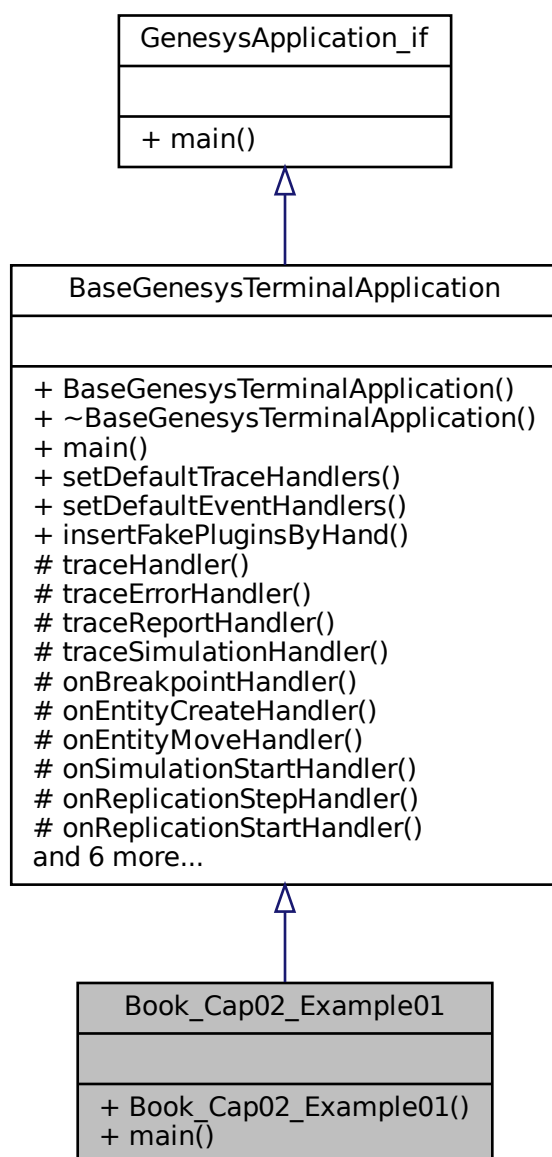 GenesysApplication_if
+ main()
BaseGenesysTerminalApplication
+ BaseGenesysTerminalApplication()
+ ~BaseGenesysTerminalApplication()
+ main()
+ setDefaultTraceHandlers()
+ setDefaultEventHandlers()
+ insertFakePluginsByHand()
# traceHandler()
# traceErrorHandler()
# traceReportHandler()
# traceSimulationHandler()
# onBreakpointHandler()
# onEntityCreateHandler()
# onEntityMoveHandler()
# onSimulationStartHandler()
# onReplicationStepHandler()
# onReplicationStartHandler()
and 6 more...
Book_Cap02_Example01
+ Book_Cap02_Example01()
+ main()